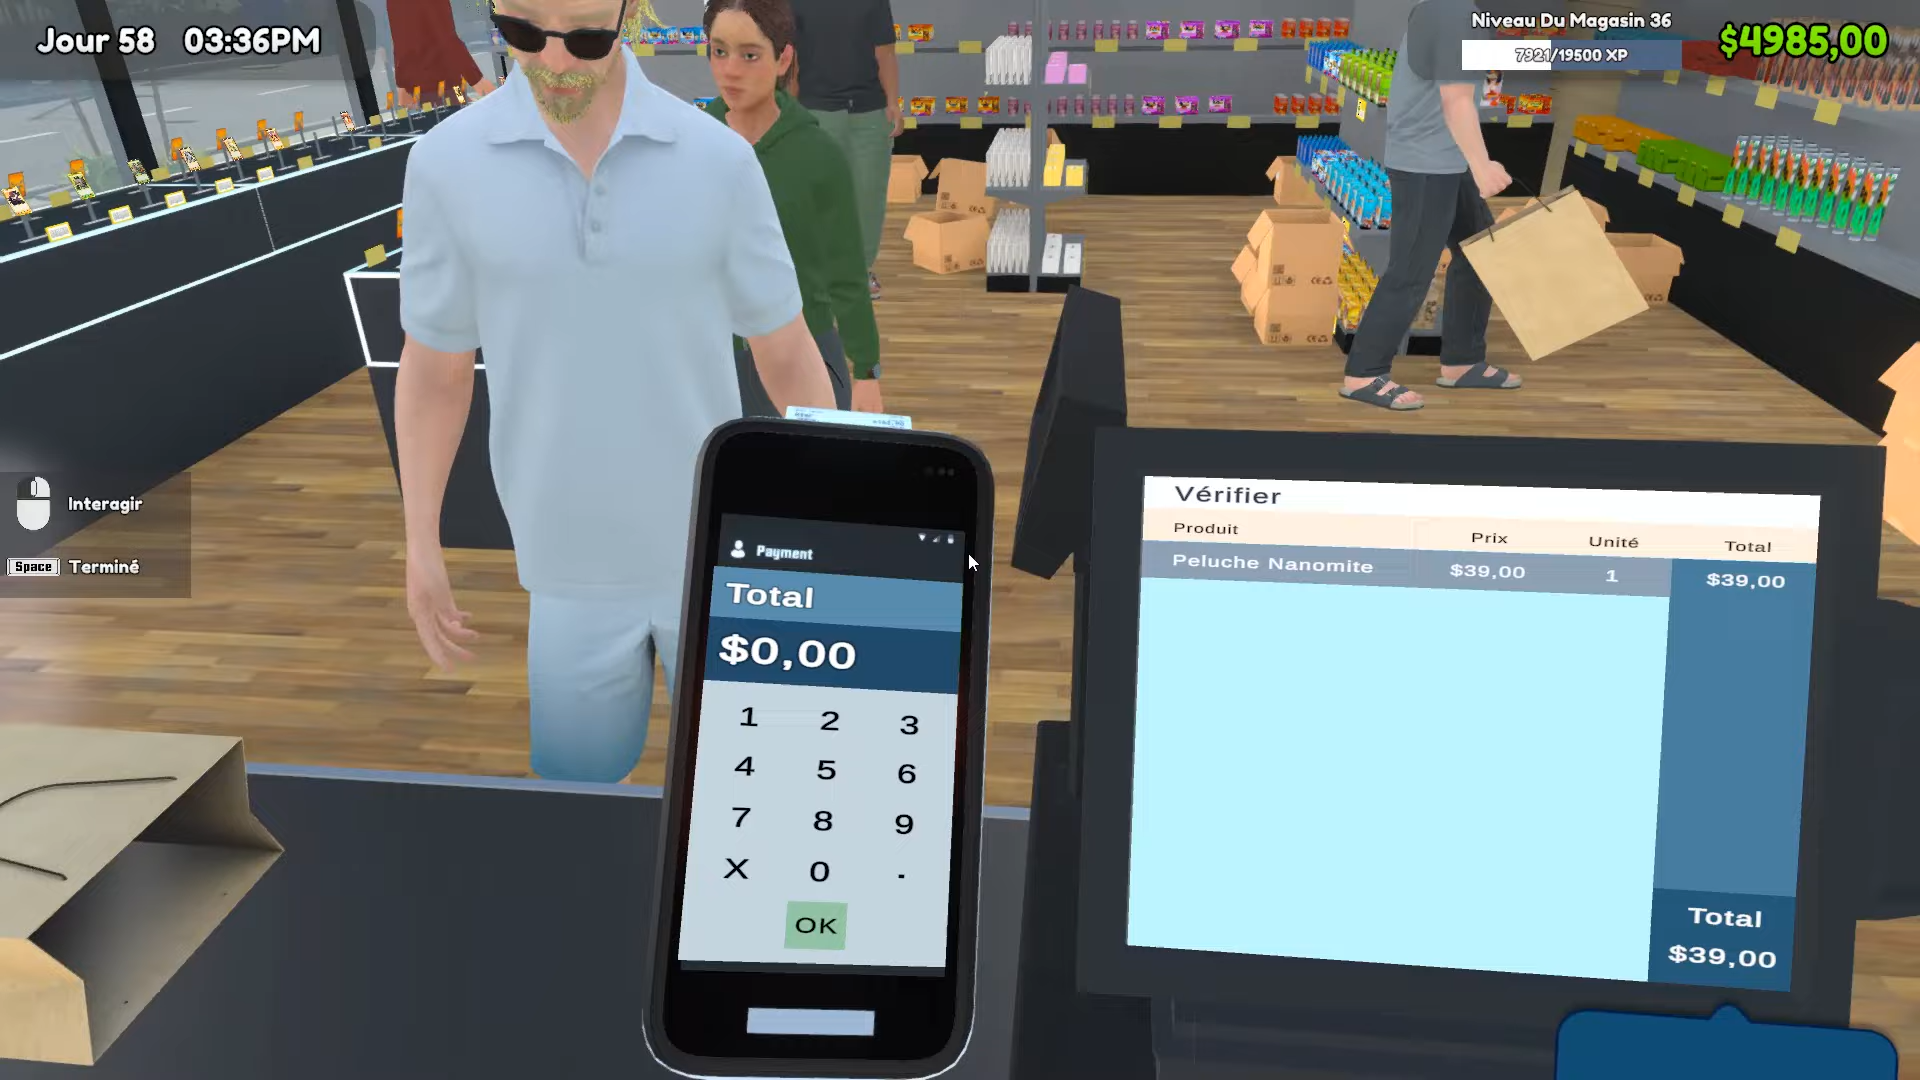 Jour 58 03:36PM
Niveau Du Magasin 36
7921/19500 XP
$4985,00
Interagir
Space Terminé
Payment
Total
$0,00
1 2 3
4 5 6
7 8 9
X 0 .
OK
Vérifier
Produit Prix Unité Total
Peluche Nanomite $39,00 1 $39,00
Total
$39,00